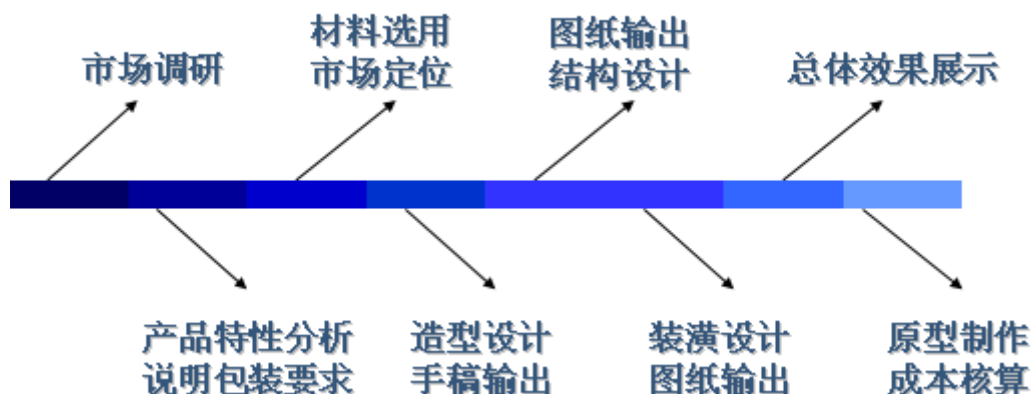 市场调研
材料选用
市场定位
图纸输出
结构设计
总体效果展示
产品特性分析
说明包装要求
造型设计
手稿输出
装潢设计
图纸输出
原型制作
成本核算